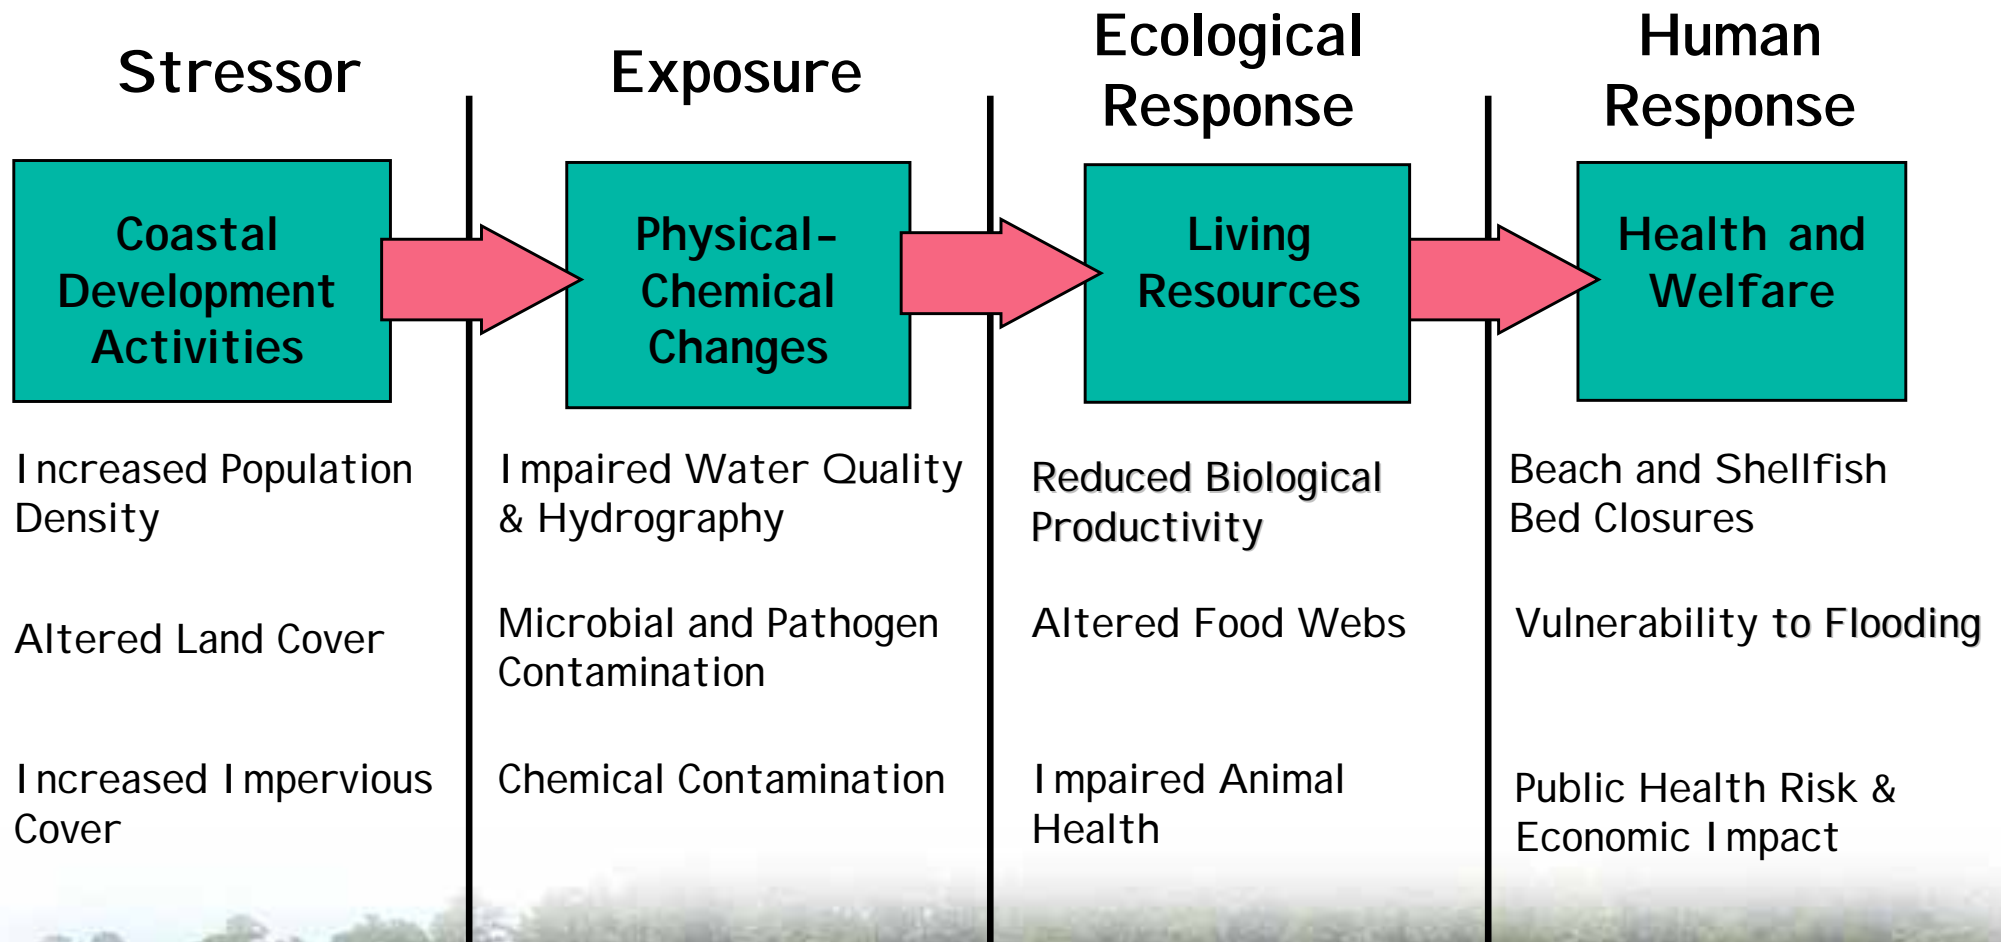 Stressor
Coastal
Development
Activities
Increased Population
Density
Altered Land Cover
Increased Impervious
Cover
Exposure
Physical-
Chemical
Changes
Impaired Water Quality
& Hydrography
Microbial and Pathogen
Contamination
Chemical Contamination
Ecological
Response
Living
Resources
Reduced Biological
Productivity
Altered Food Webs
Impaired Animal
Health
Human
Response
Health and
Welfare
Beach and Shellfish
Bed Closures
Vulnerability to Flooding
Public Health Risk &
Economic Impact